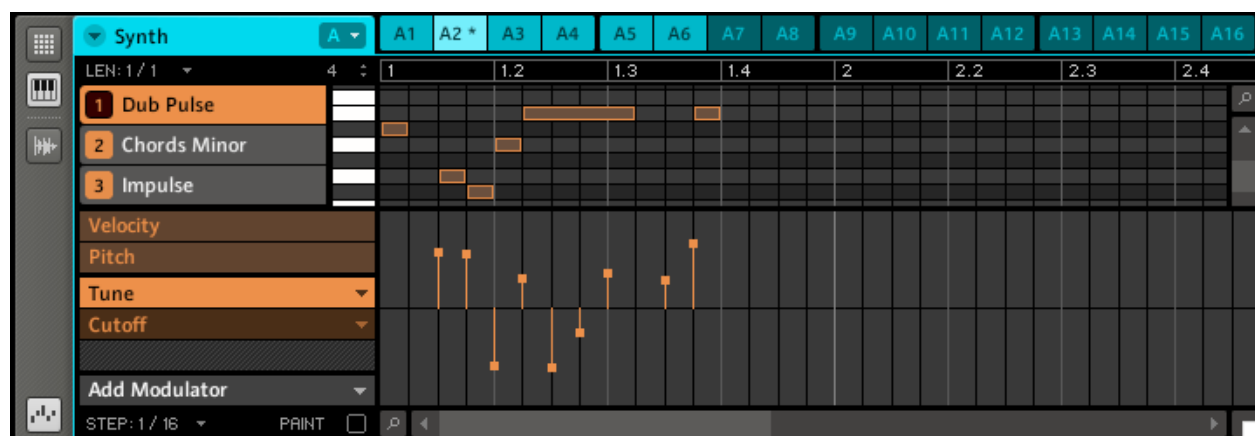 Synth A A1 A2 * A3 A4 A5 A6 A7 A8 A9 A10 A11 A12 A13 A14 A15 A16
LEN: 1 / 1 4 1 1.2 1.3 1.4 2 2.2 2.3 2.4
1 Dub Pulse
2 Chords Minor
3 Impulse
Velocity
Pitch
Tune
Cutoff
Add Modulator
STEP: 1 / 16 PAINT